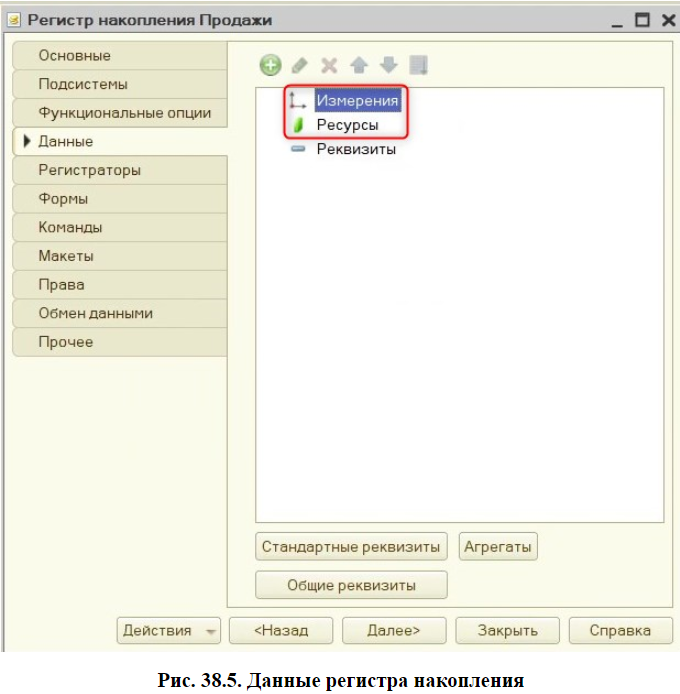 Регистр накопления Продажи
Основные
Подсистемы
Функциональные опции
Данные
Регистраторы
Формы
Команды
Макеты
Права
Обмен данными
Прочее
Измерения
Ресурсы
Реквизиты
Стандартные реквизиты
Агрегаты
Общие реквизиты
Действия
<Назад
Далее>
Закрыть
Справка
Рис. 38.5. Данные регистра накопления